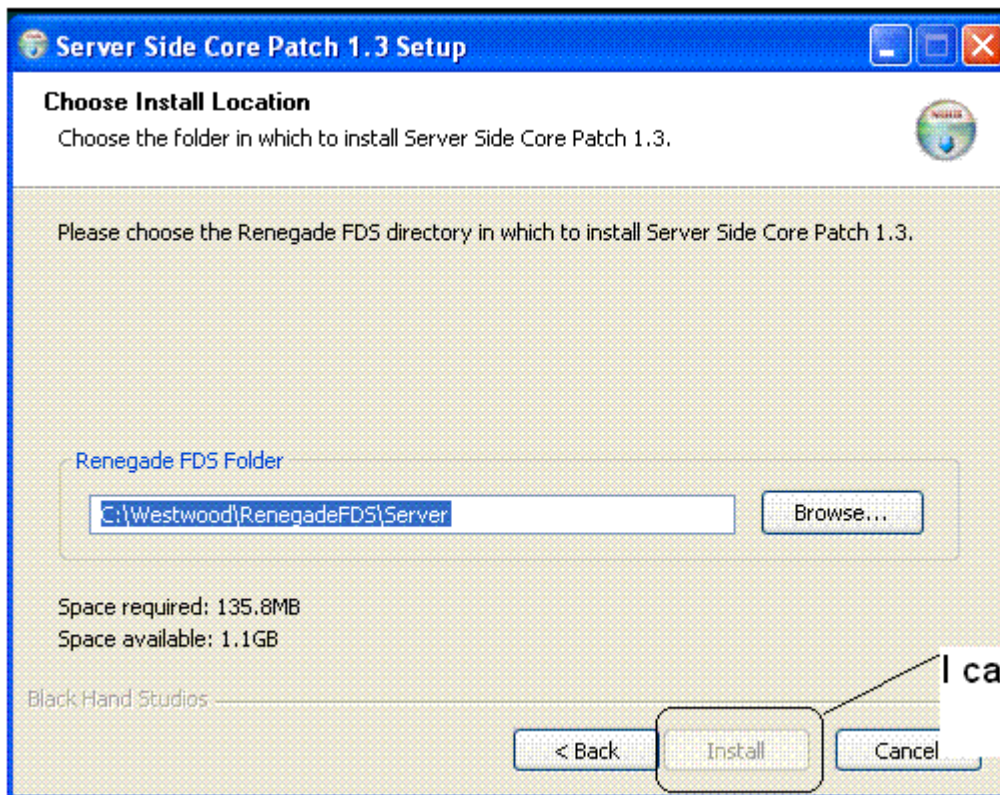 Server Side Core Patch 1.3 Setup
Choose Install Location
Choose the folder in which to install Server Side Core Patch 1.3.
Please choose the Renegade FDS directory in which to install Server Side Core Patch 1.3.
Renegade FDS Folder
C:\Westwood\RenegadeFDS\Server
Browse...
Space required: 135.8MB
Space available: 1.1GB
I ca
Black Hand Studios
< Back
Install
Cancel